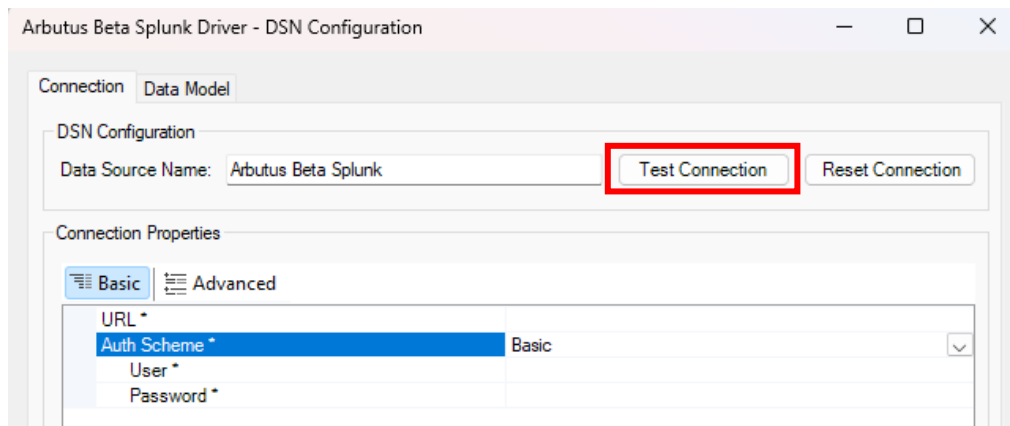 Arbutus Beta Splunk Driver - DSN Configuration
Connection Data Model
DSN Configuration
Data Source Name: Arbutus Beta Splunk Test Connection Reset Connection
Connection Properties
Basic Advanced
URL *
Auth Scheme * Basic
User *
Password *